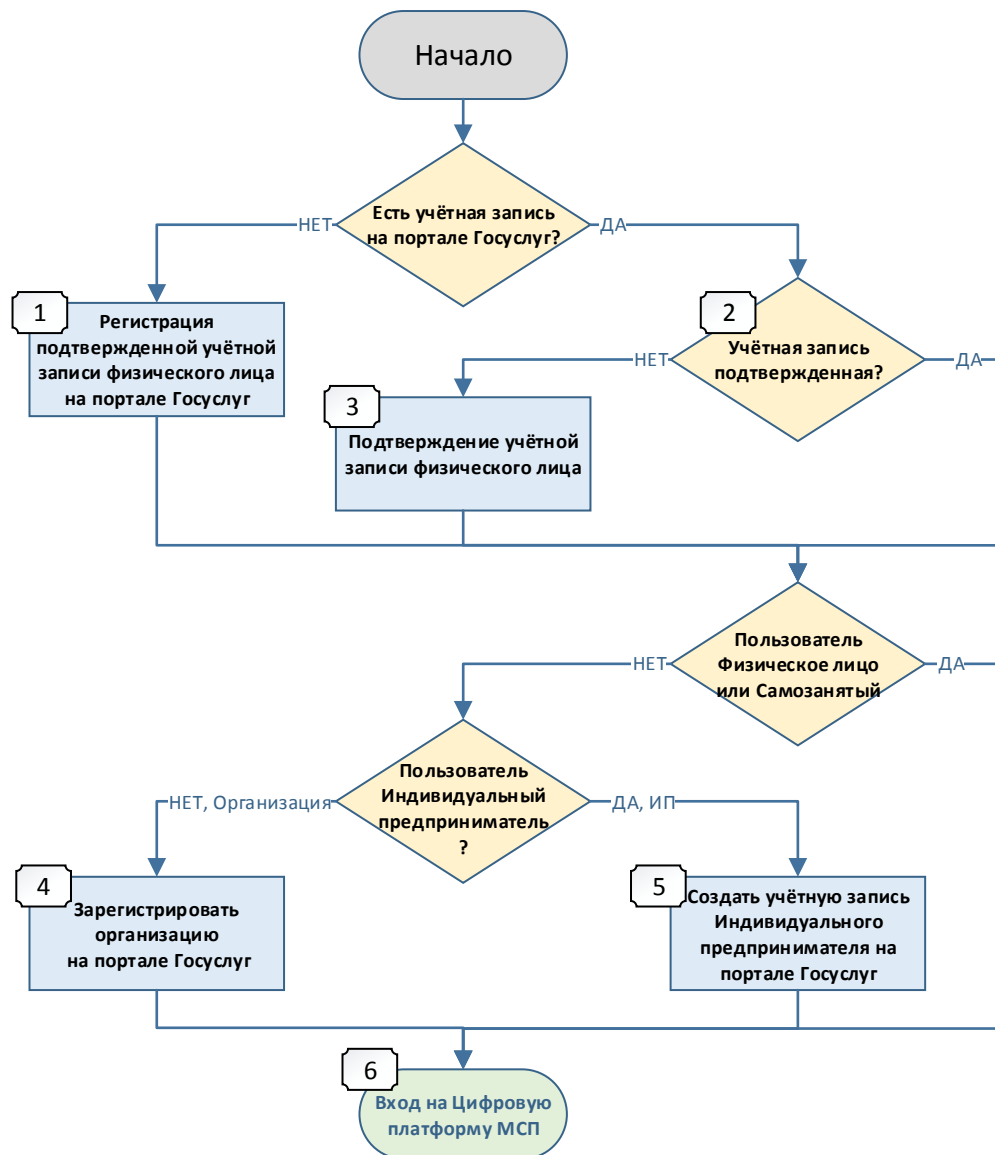 Начало
Есть учётная запись
на портале Госуслуг?
НЕТ
ДА
1
Регистрация
подтвержденной учётной
записи физического лица
на портале Госуслуг
2
Учётная запись
подтвержденная?
НЕТ
ДА
3
Подтверждение учётной
записи физического лица
Пользователь
Физическое лицо
или Самозанятый
НЕТ
ДА
Пользователь
Индивидуальный
предприниматель
?
НЕТ, Организация
ДА, ИП
4
Зарегистрировать
организацию
на портале Госуслуг
5
Создать учётную запись
Индивидуального
предпринимателя на
портале Госуслуг
6
Вход на Цифровую
платформу МСП